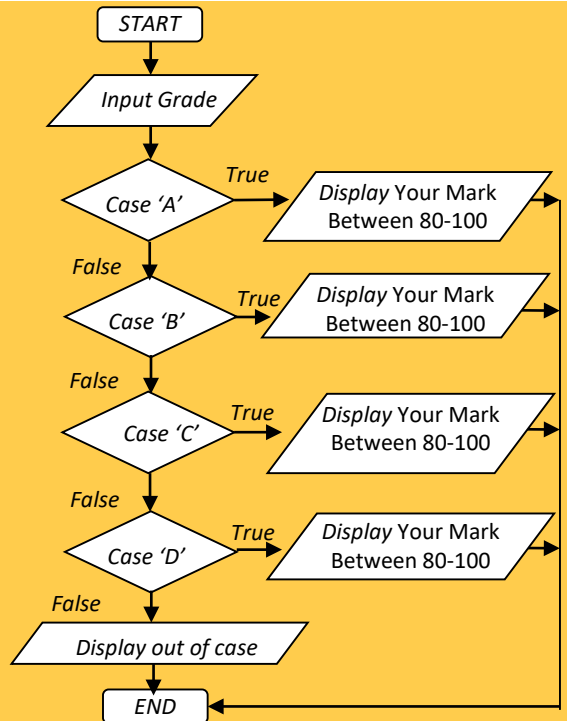 START
Input Grade
Case ‘A’
True
Display Your Mark
Between 80-100
False
Case ‘B’
True
Display Your Mark
Between 80-100
False
Case ‘C’
True
Display Your Mark
Between 80-100
False
Case ‘D’
True
Display Your Mark
Between 80-100
False
Display out of case
END